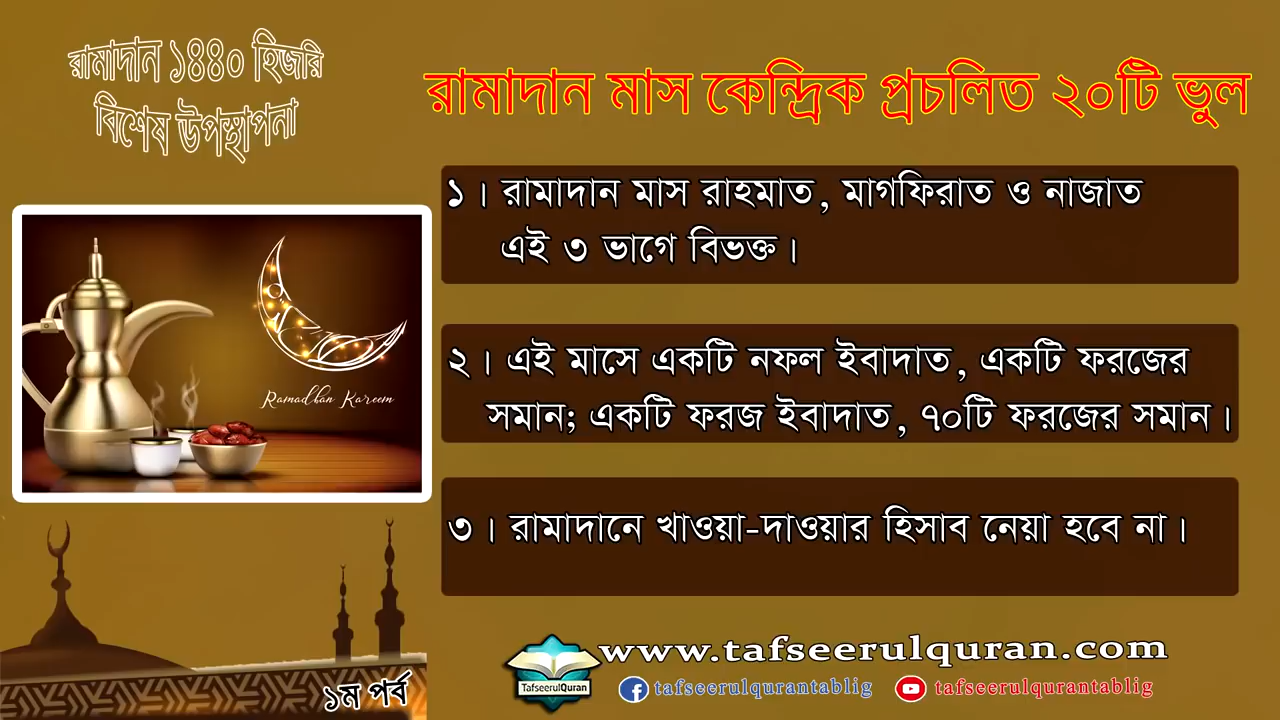 রামাদান ১৪৪০ হিজরি
বিশেষ উপস্থাপনা
রামাদান মাস কেন্দ্রিক প্রচলিত ২০টি ভুল
১। রামাদান মাস রাহমাত, মাগফিরাত ও নাজাত
এই ৩ ভাগে বিভক্ত।
২। এই মাসে একটি নফল ইবাদাত, একটি ফরজের
সমান; একটি ফরজ ইবাদাত, ৭০টি ফরজের সমান।
৩। রামাদানে খাওয়া-দাওয়ার হিসাব নেয়া হবে না।
Ramadhan Kareem
১ম পর্ব
TafseerulQuran
www.tafseerulquran.com
tafseerulqurantablig
tafseerulqurantablig